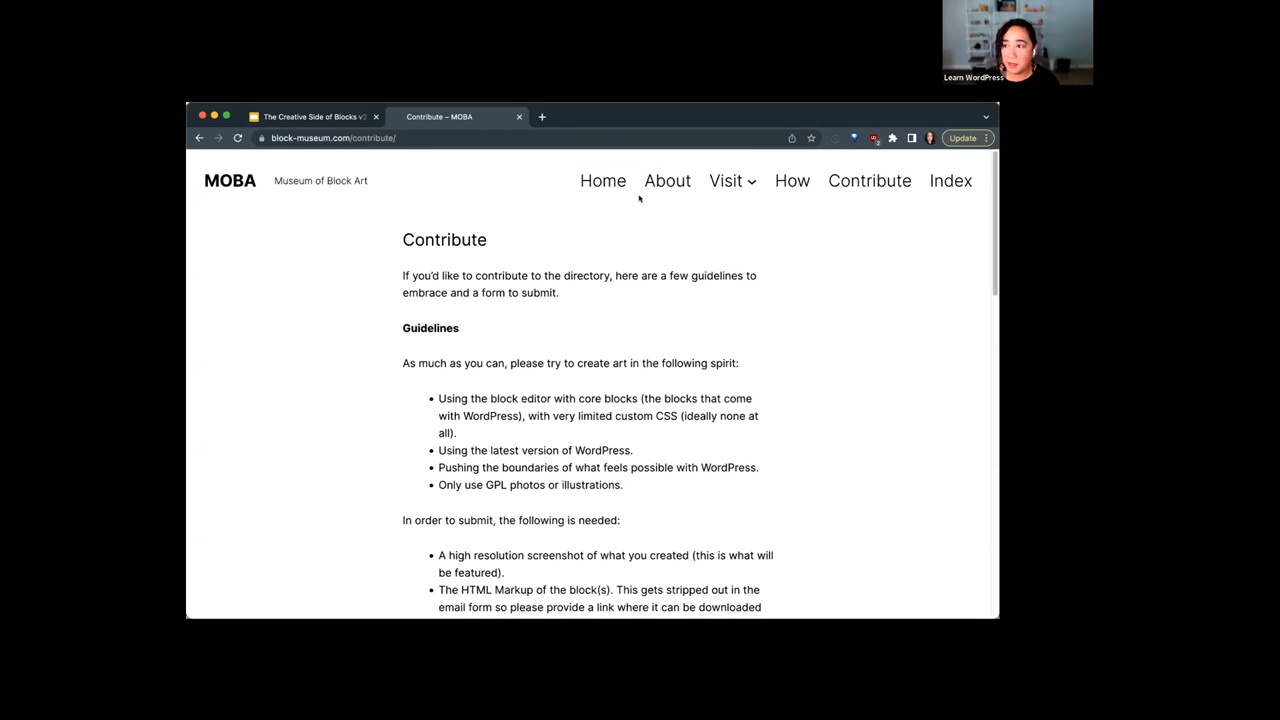 Learn WordPress
The Creative Side of Blocks v3
Contribute – MOBA
block-museum.com/contribute/
Update
MOBA
Museum of Block Art
Home
About
Visit
How
Contribute
Index
Contribute
If you'd like to contribute to the directory, here are a few guidelines to
embrace and a form to submit.
Guidelines
As much as you can, please try to create art in the following spirit:
• Using the block editor with core blocks (the blocks that come
with WordPress), with very limited custom CSS (ideally none at
all).
• Using the latest version of WordPress.
• Pushing the boundaries of what feels possible with WordPress.
• Only use GPL photos or illustrations.
In order to submit, the following is needed:
• A high resolution screenshot of what you created (this is what will
be featured).
• The HTML Markup of the block(s). This gets stripped out in the
email form so please provide a link where it can be downloaded